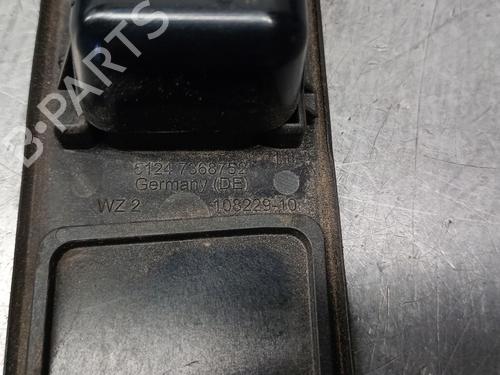 B-PARTS
5124 7368752
Germany (DE)
WZ 2 108229-10